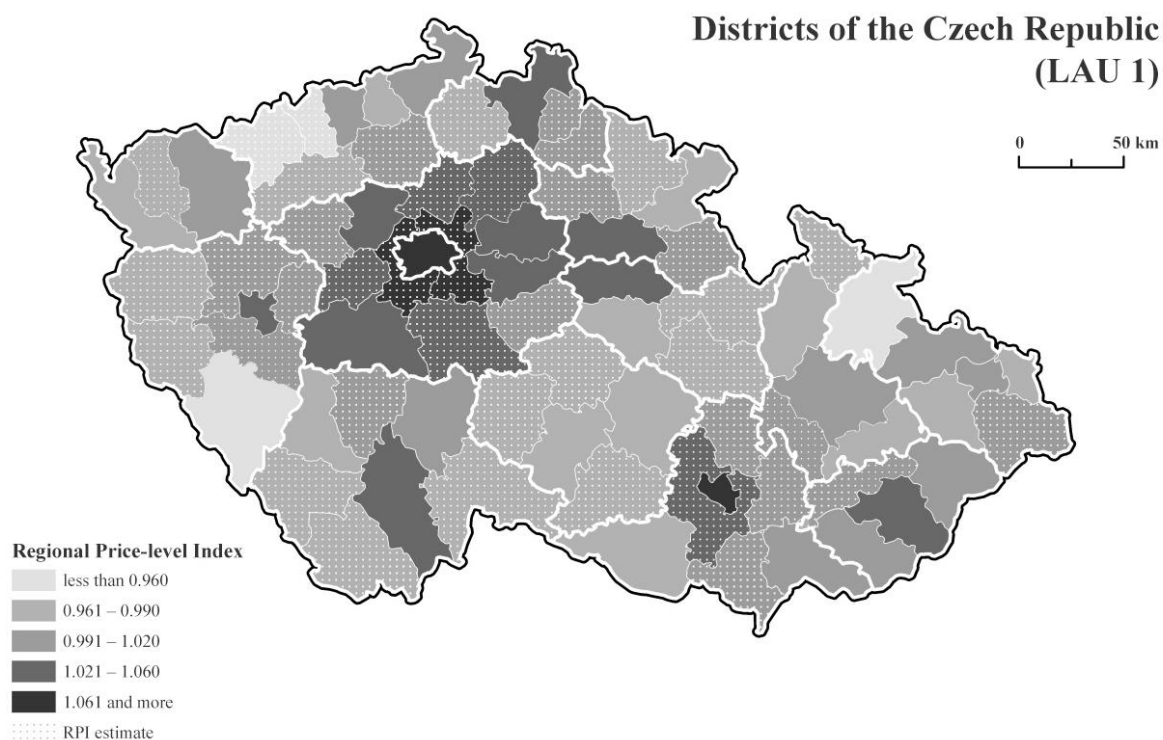 Districts of the Czech Republic
(LAU 1)
0 50 km
Regional Price-level Index
less than 0.960
0.961 – 0.990
0.991 – 1.020
1.021 – 1.060
1.061 and more
RPI estimate